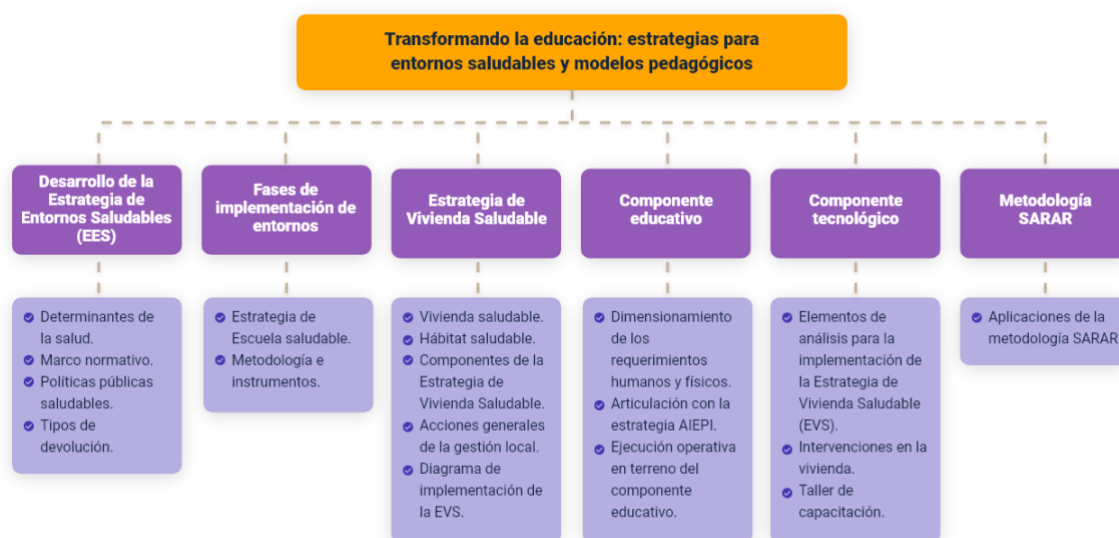 Transformando la educación: estrategias para
entornos saludables y modelos pedagógicos
Desarrollo de la
Estrategia de
Entornos Saludables
(EES)
Determinantes de
la salud.
Marco normativo.
Políticas públicas
saludables.
Tipos de
devolución.
Fases de
implementación de
entornos
Estrategia de
Escuela saludable.
Metodología e
instrumentos.
Estrategia de
Vivienda Saludable
Vivienda saludable.
Hábitat saludable.
Componentes de la
Estrategia de
Vivienda Saludable.
Acciones generales
de la gestión local.
Diagrama de
implementación de
la EVS.
Componente
educativo
Dimensionamiento
de los
requerimientos
humanos y físicos.
Articulación con la
estrategia AIEPI.
Ejecución operativa
en terreno del
componente
educativo.
Componente
tecnológico
Elementos de
análisis para la
implementación de
la Estrategia de
Vivienda Saludable
(EVS).
Intervenciones en la
vivienda.
Taller de
capacitación.
Metodología
SARAR
Aplicaciones de la
metodología SARAR